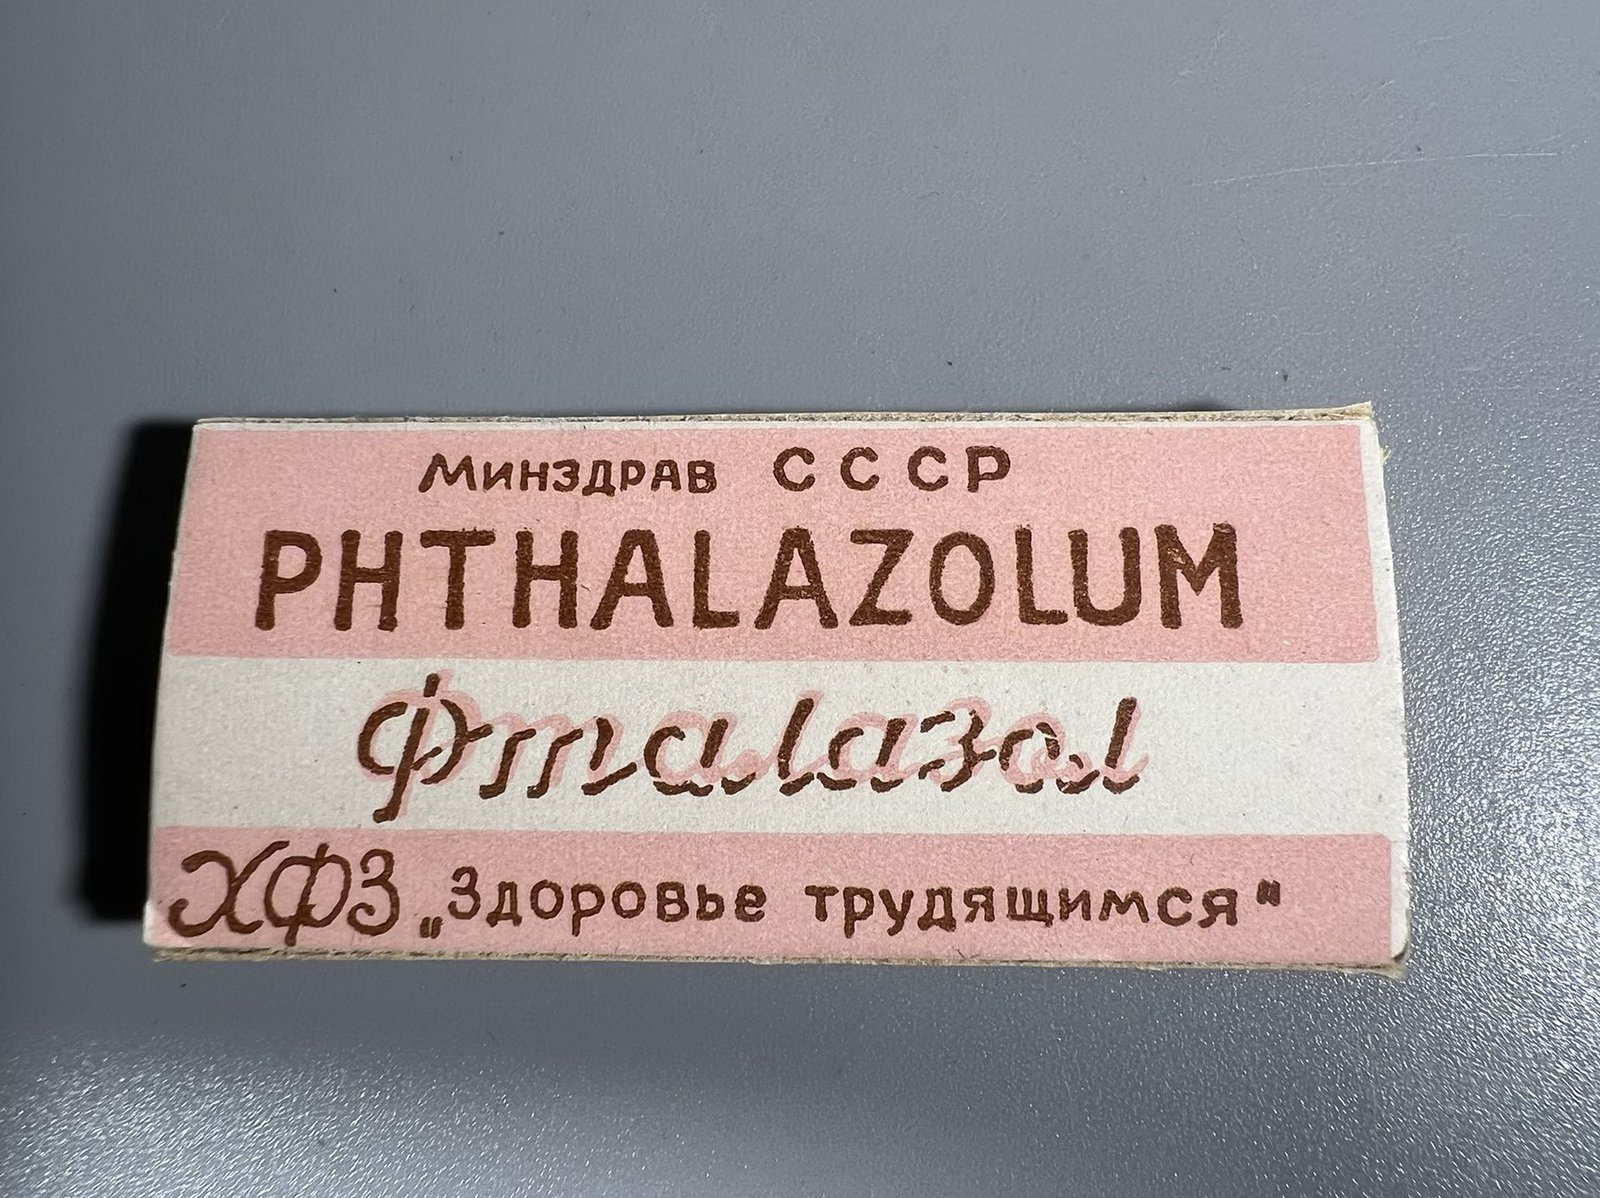 Минздрав СССР
PHTHALAZOLUM
Фталазол
ХФЗ „Здоровье трудящимся“